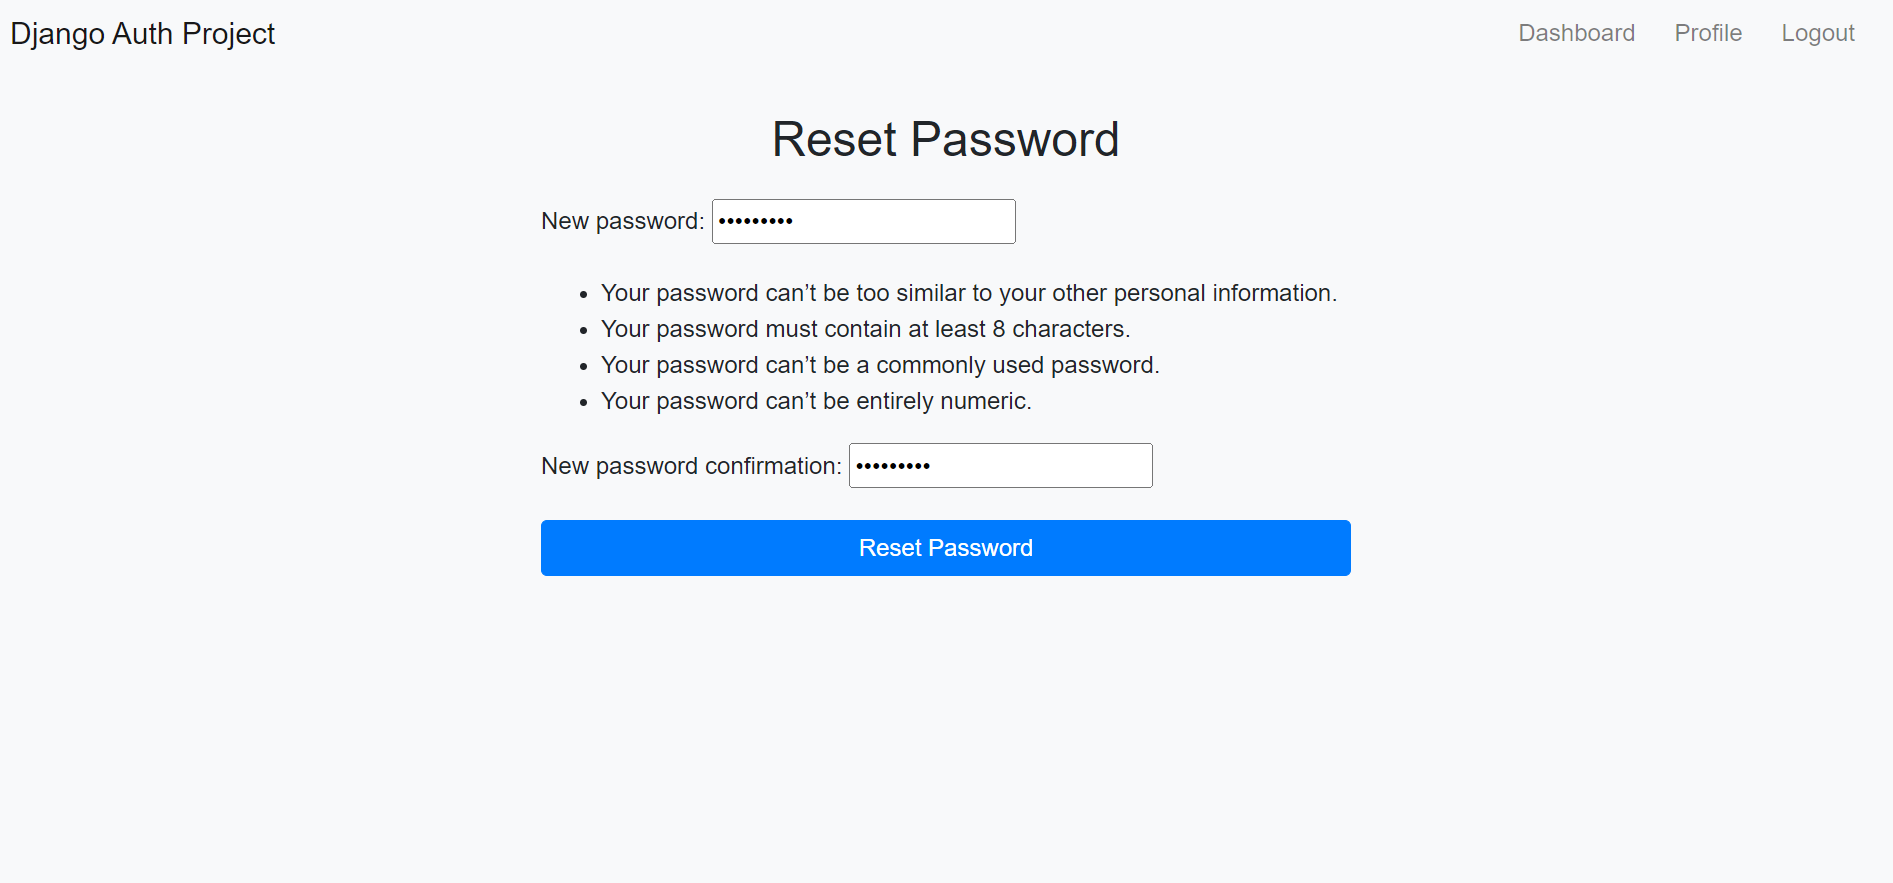 Django Auth Project
Dashboard Profile Logout
Reset Password
New password: •••••••••
• Your password can’t be too similar to your other personal information.
• Your password must contain at least 8 characters.
• Your password can’t be a commonly used password.
• Your password can’t be entirely numeric.
New password confirmation: •••••••••
Reset Password